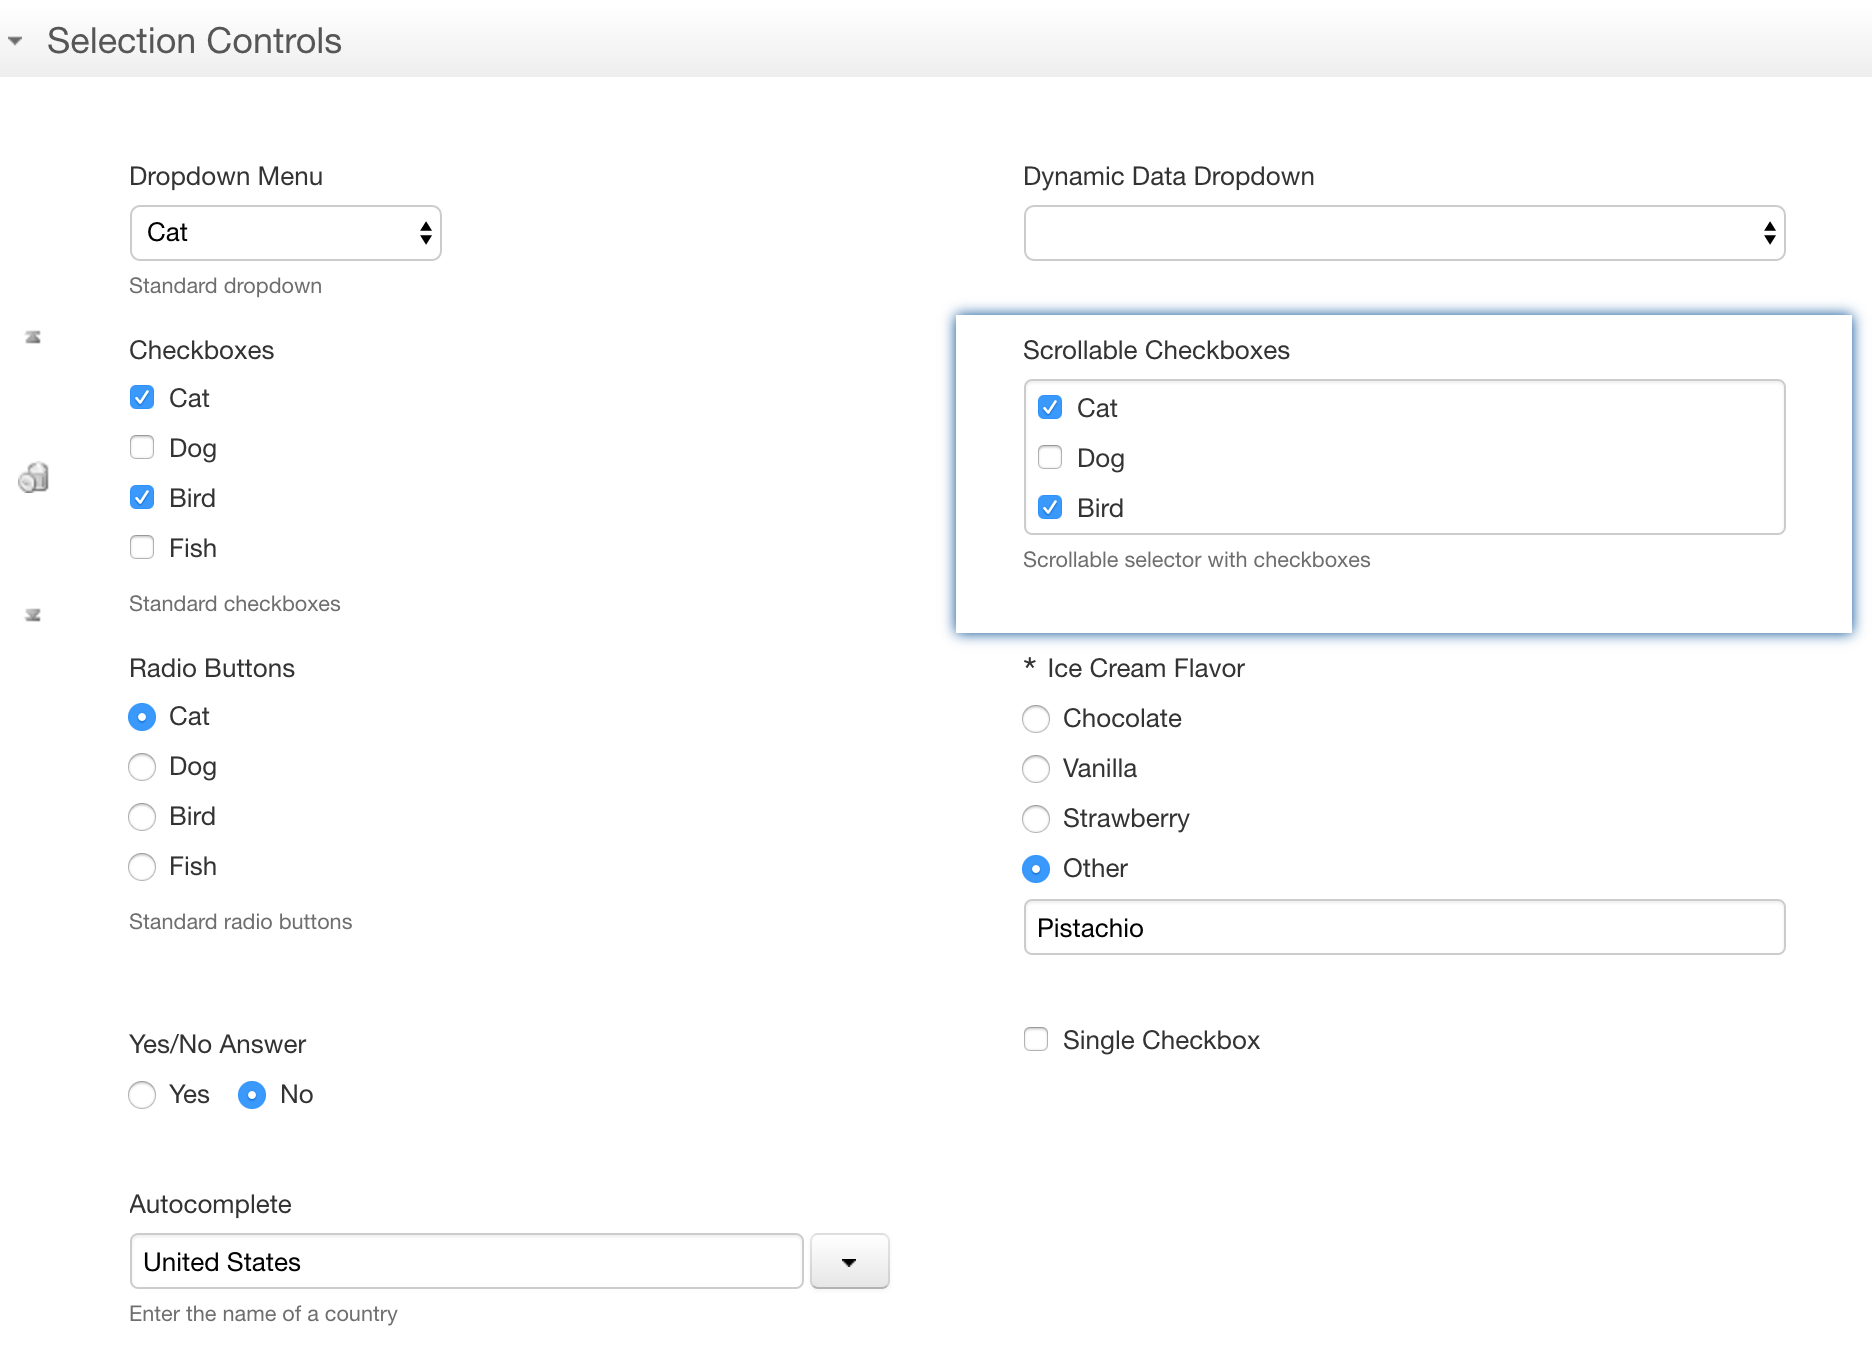 Selection Controls
Dropdown Menu
Cat
Standard dropdown
Dynamic Data Dropdown
Checkboxes
Cat
Dog
Bird
Fish
Standard checkboxes
Scrollable Checkboxes
Cat
Dog
Bird
Scrollable selector with checkboxes
Radio Buttons
Cat
Dog
Bird
Fish
Standard radio buttons
* Ice Cream Flavor
Chocolate
Vanilla
Strawberry
Other
Pistachio
Yes/No Answer
Yes No
Single Checkbox
Autocomplete
United States
Enter the name of a country